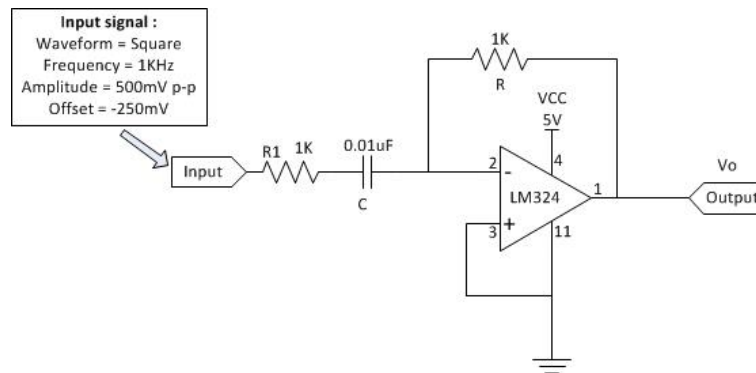 Input signal :
Waveform = Square
Frequency = 1KHz
Amplitude = 500mV p-p
Offset = -250mV
1K
R
VCC
5V
R1 1K
0.01uF
Input
C
2
-
4
LM324
1
Vo
Output
+
3
11